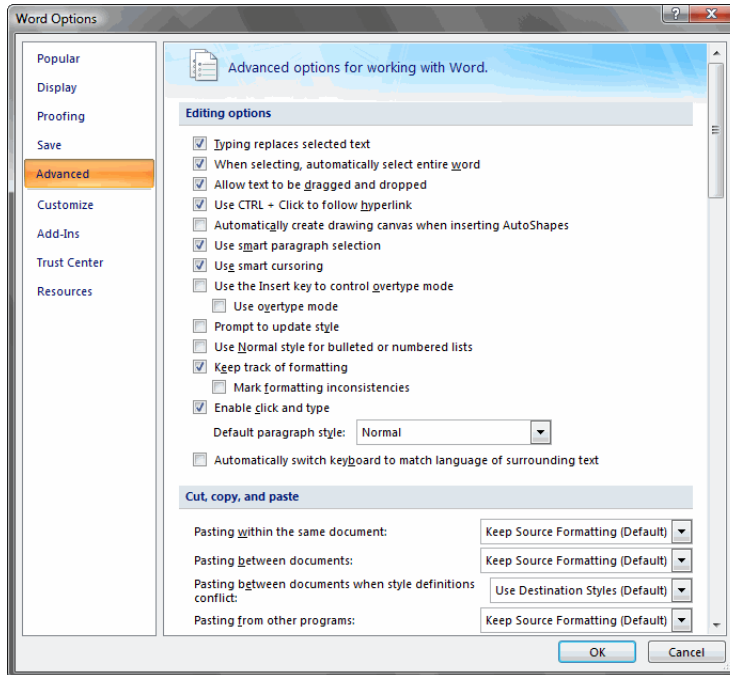 Word Options
Popular
Display
Proofing
Save
Advanced
Customize
Add-Ins
Trust Center
Resources
Advanced options for working with Word.
Editing options
Typing replaces selected text
When selecting, automatically select entire word
Allow text to be dragged and dropped
Use CTRL + Click to follow hyperlink
Automatically create drawing canvas when inserting AutoShapes
Use smart paragraph selection
Use smart cursoring
Use the Insert key to control overtype mode
Use overtype mode
Prompt to update style
Use Normal style for bulleted or numbered lists
Keep track of formatting
Mark formatting inconsistencies
Enable click and type
Default paragraph style: Normal
Automatically switch keyboard to match language of surrounding text
Cut, copy, and paste
Pasting within the same document: Keep Source Formatting (Default)
Pasting between documents: Keep Source Formatting (Default)
Pasting between documents when style definitions
conflict: Use Destination Styles (Default)
Pasting from other programs: Keep Source Formatting (Default)
OK Cancel